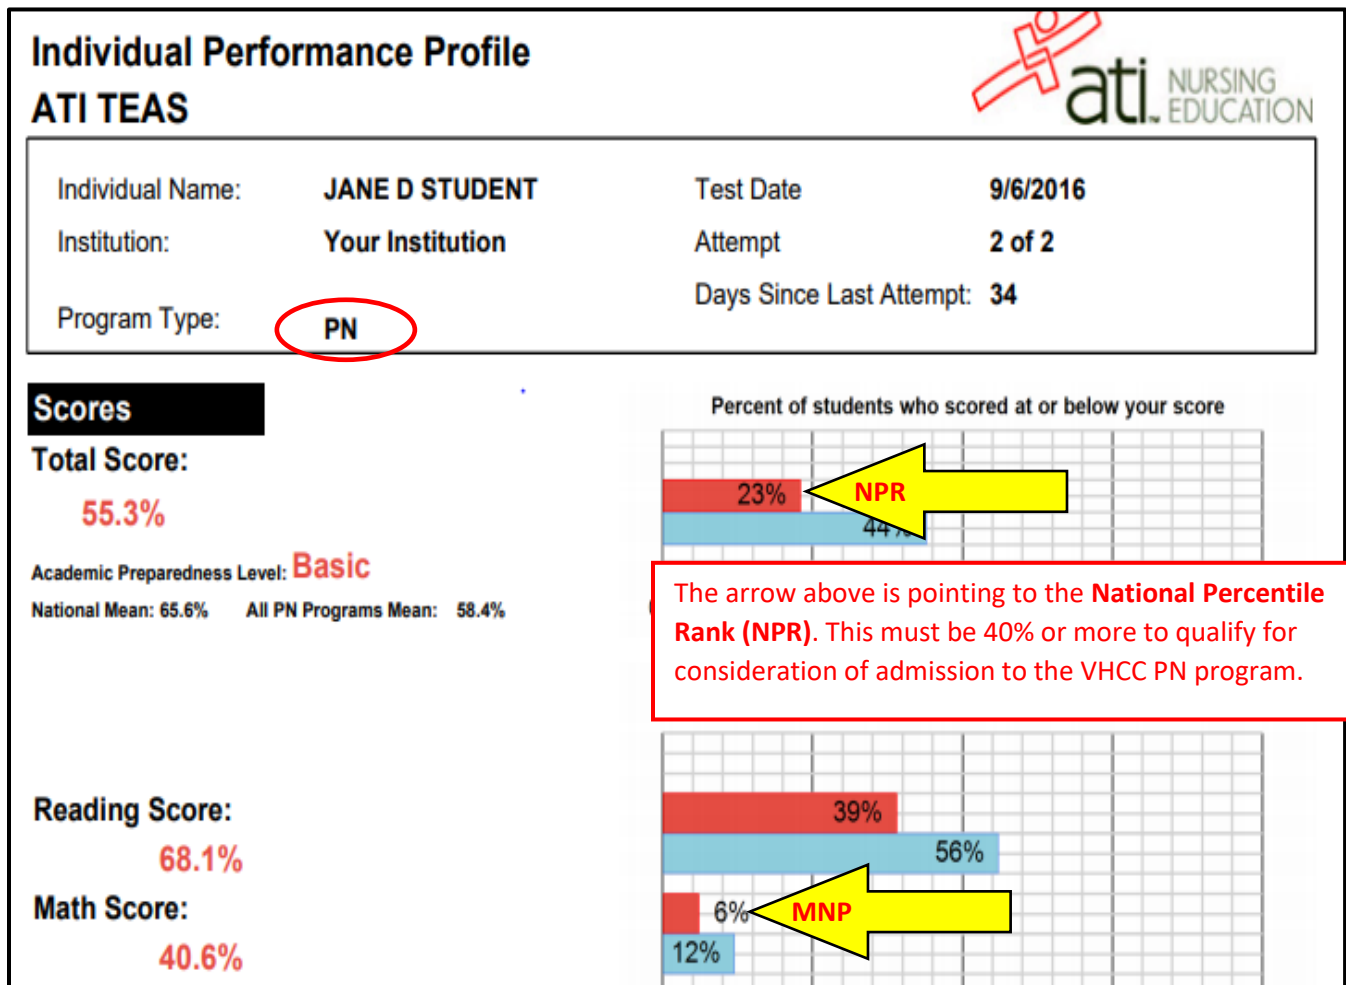 Individual Performance Profile
ATI TEAS
ati NURSING EDUCATION
Individual Name: JANE D STUDENT Test Date 9/6/2016
Institution: Your Institution Attempt 2 of 2
Days Since Last Attempt: 34
Program Type: PN
Scores
Percent of students who scored at or below your score
Total Score:
55.3%
23% NPR
44%
Academic Preparedness Level: Basic
National Mean: 65.6% All PN Programs Mean: 58.4%
The arrow above is pointing to the National Percentile
Rank (NPR). This must be 40% or more to qualify for
consideration of admission to the VHCC PN program.
Reading Score:
68.1%
39%
56%
Math Score:
40.6%
6% MNP
12%